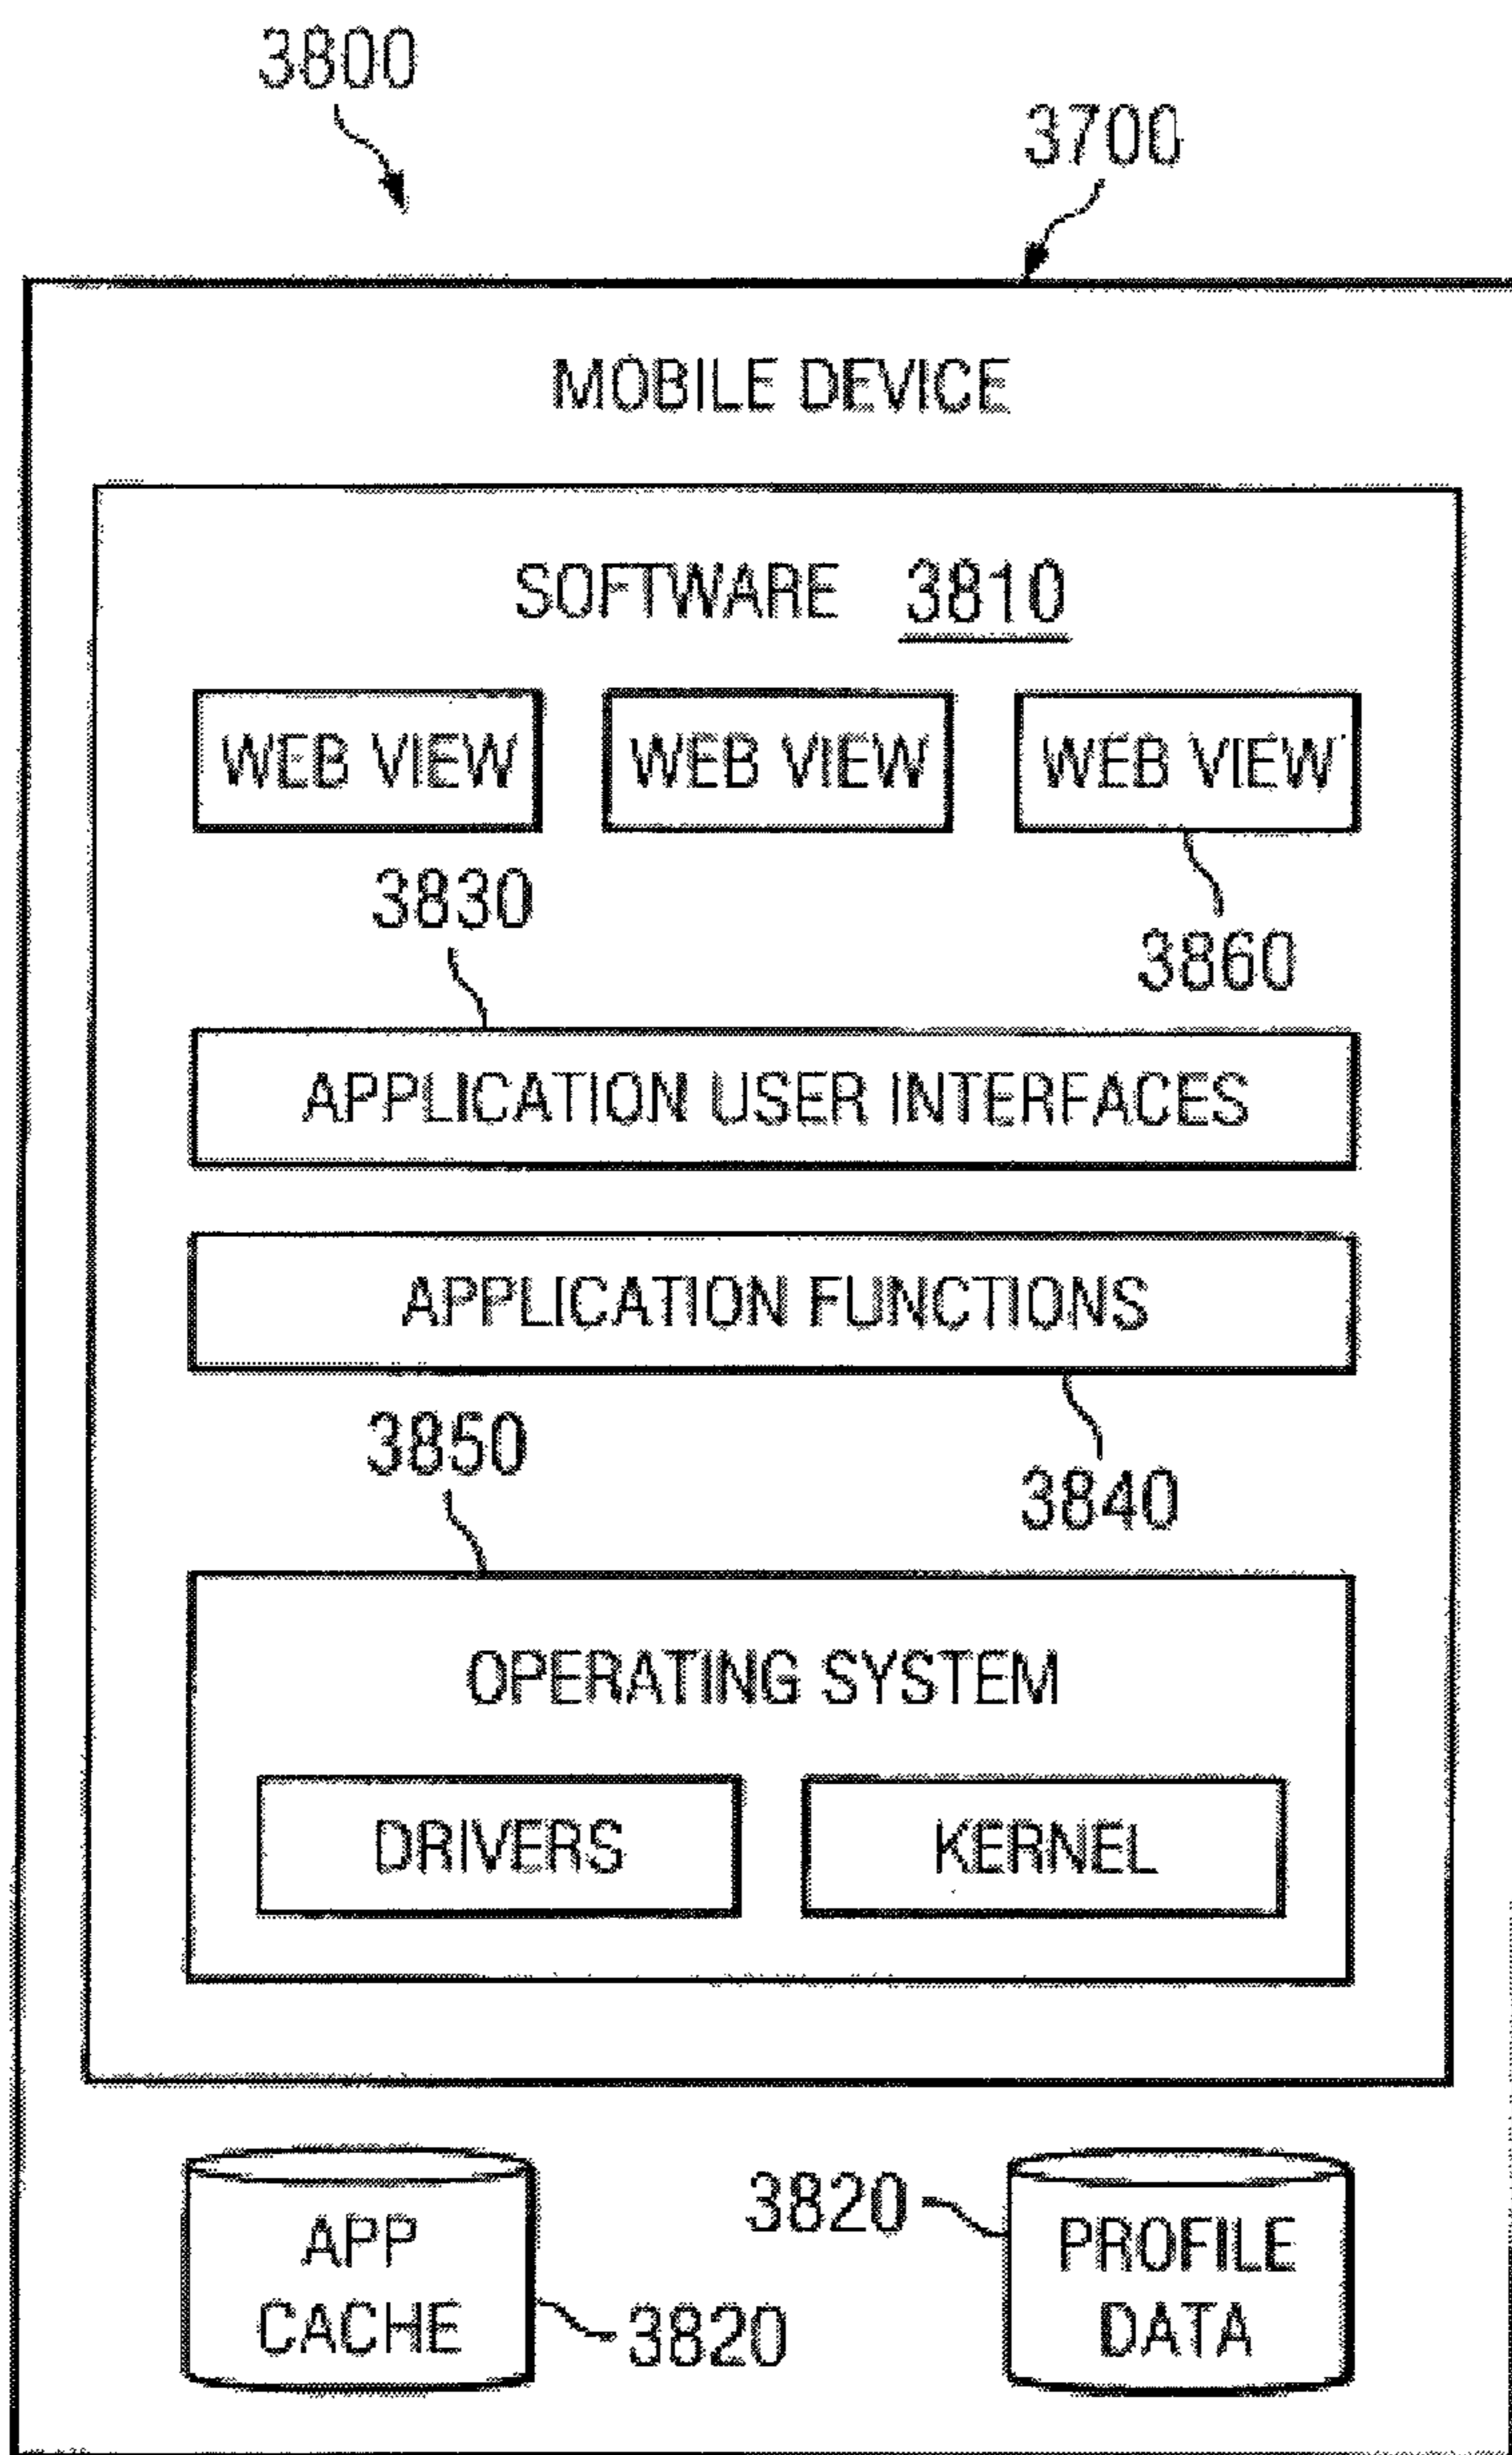 3800
3700
MOBILE DEVICE
SOFTWARE 3810
WEB VIEW WEB VIEW WEB VIEW
3830
3860
APPLICATION USER INTERFACES
APPLICATION FUNCTIONS
3850
3840
OPERATING SYSTEM
DRIVERS KERNEL
APP
CACHE
3820
3820
PROFILE
DATA